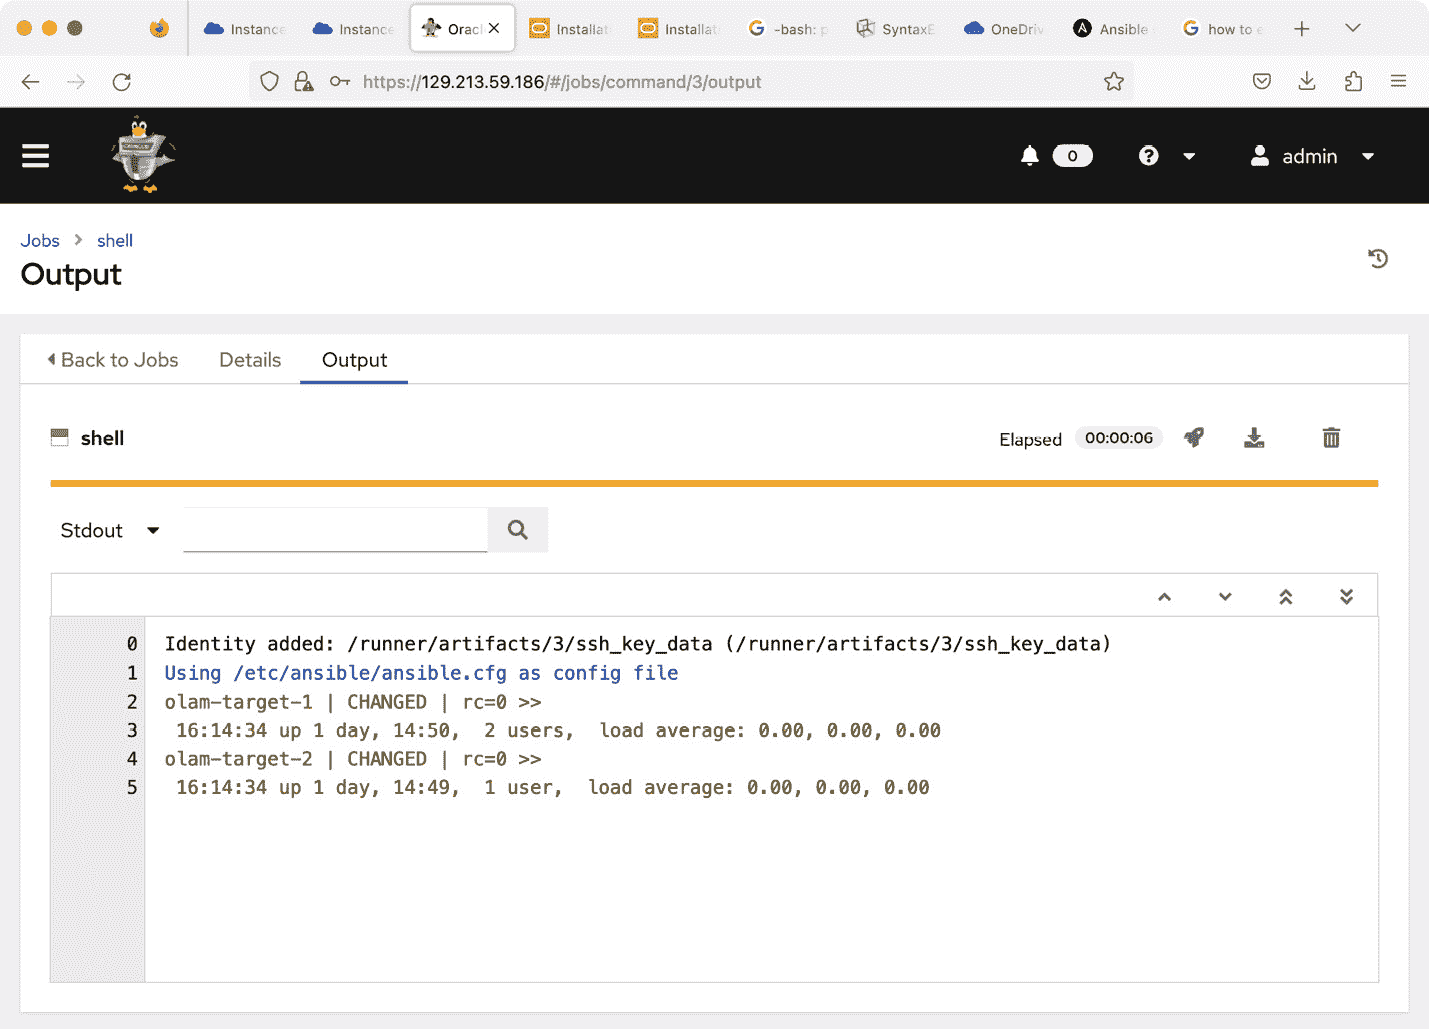 Instance
Instance
Oracl
Installat
Installat
-bash: p
SyntaxE
OneDriv
Ansible
how to e
https://129.213.59.186/#/jobs/command/3/output
0
admin
Jobs > shell
Output
Back to Jobs
Details
Output
shell
Elapsed 00:00:06
Stdout
0 Identity added: /runner/artifacts/3/ssh_key_data (/runner/artifacts/3/ssh_key_data)
1 Using /etc/ansible/ansible.cfg as config file
2 olam-target-1 | CHANGED | rc=0 >>
3 16:14:34 up 1 day, 14:50,  2 users,  load average: 0.00, 0.00, 0.00
4 olam-target-2 | CHANGED | rc=0 >>
5 16:14:34 up 1 day, 14:49,  1 user,  load average: 0.00, 0.00, 0.00